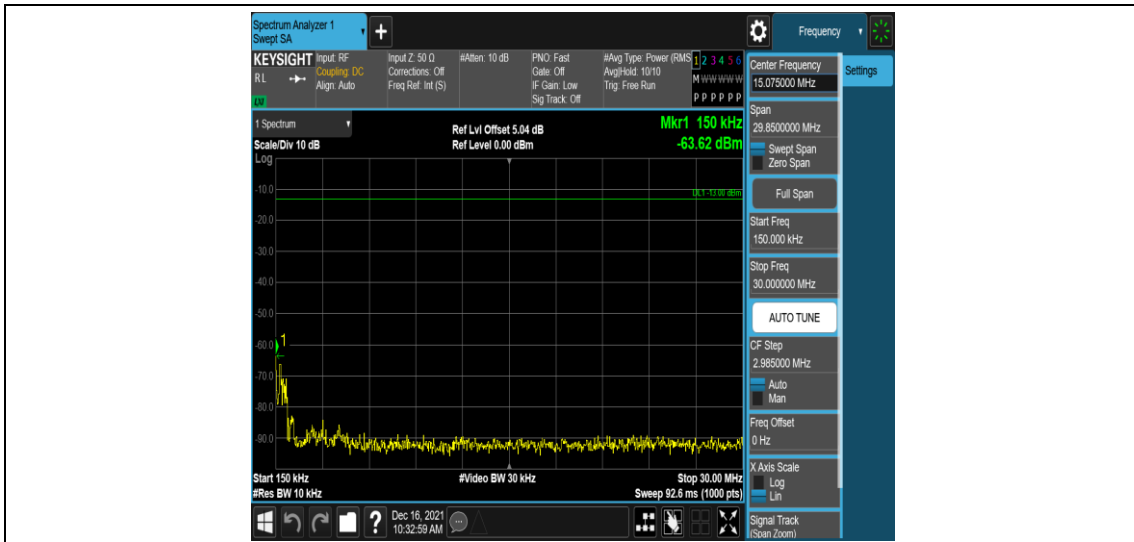 Spectrum Analyzer 1
Swept SA
+
Frequency
KEYSIGHT
RL
LXI
Input: RF
Coupling: DC
Align: Auto
Input Z: 50 Ω
Corrections: Off
Freq Ref: Int (S)
#Atten: 10 dB
PNO: Fast
Gate: Off
IF Gain: Low
Sig Track: Off
#Avg Type: Power (RMS
Avg|Hold: 10/10
Trig: Free Run
1 2 3 4 5 6
M W W W W W
P P P P P P
1 Spectrum
Scale/Div 10 dB
Ref Lvl Offset 5.04 dB
Ref Level 0.00 dBm
Mkr1 150 kHz
-63.62 dBm
Log
DL1 -13.00 dBm
-10.0
-20.0
-30.0
-40.0
-50.0
-60.0
-70.0
-80.0
-90.0
1
Start 150 kHz
#Video BW 30 kHz
Stop 30.00 MHz
#Res BW 10 kHz
Sweep 92.6 ms (1000 pts)
?
Dec 16, 2021
10:32:59 AM
Center Frequency
15.075000 MHz
Settings
Span
29.8500000 MHz
Swept Span
Zero Span
Full Span
Start Freq
150.000 kHz
Stop Freq
30.000000 MHz
AUTO TUNE
CF Step
2.985000 MHz
Auto
Man
Freq Offset
0 Hz
X Axis Scale
Log
Lin
Signal Track
(Span Zoom)